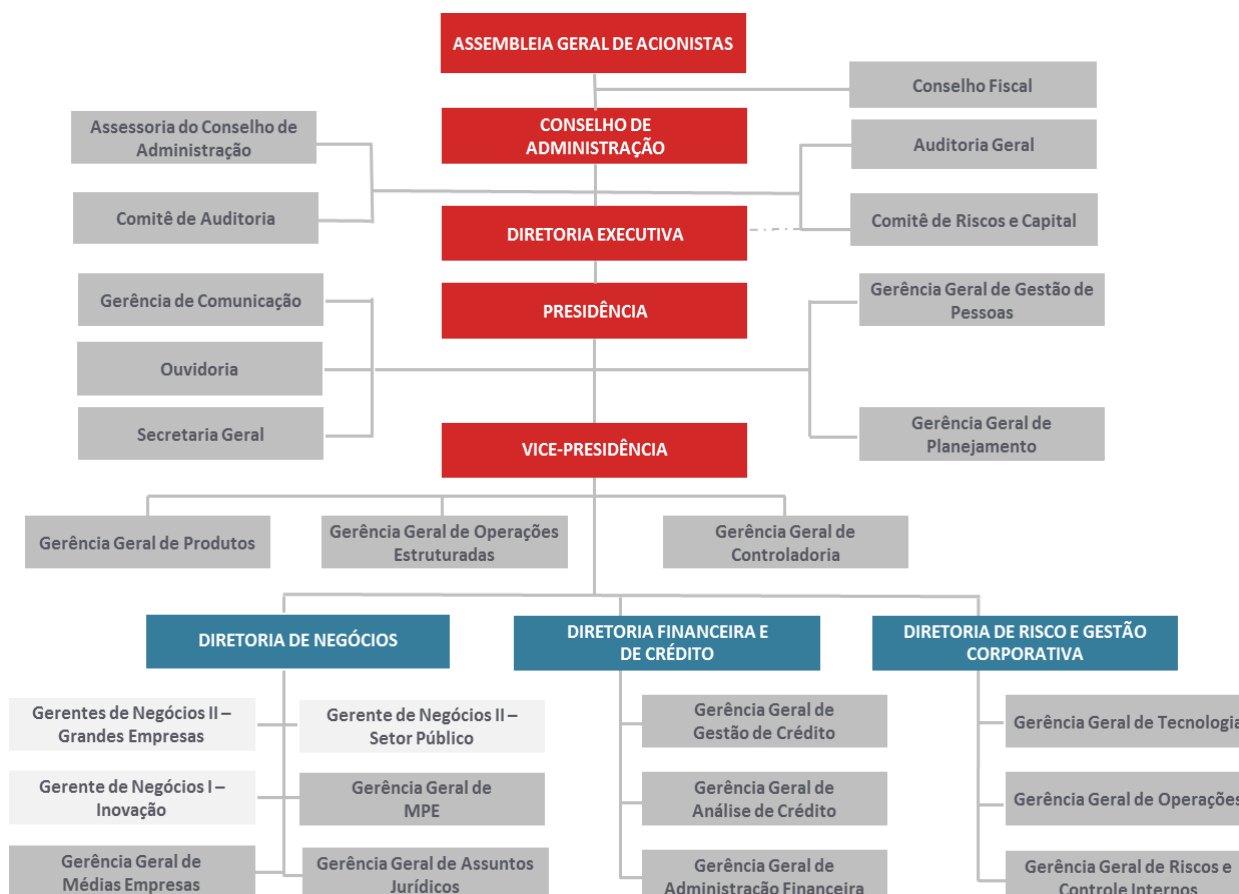 ASSEMBLEIA GERAL DE ACIONISTAS
Conselho Fiscal
Assessoria do Conselho de
Administração
CONSELHO DE
ADMINISTRAÇÃO
Auditoria Geral
Comitê de Auditoria
DIRETORIA EXECUTIVA
Comitê de Riscos e Capital
Gerência de Comunicação
PRESIDÊNCIA
Gerência Geral de Gestão de
Pessoas
Ouvidoria
Secretaria Geral
VICE-PRESIDÊNCIA
Gerência Geral de
Planejamento
Gerência Geral de Produtos
Gerência Geral de Operações
Estruturadas
Gerência Geral de
Controladoria
DIRETORIA DE NEGÓCIOS
DIRETORIA FINANCEIRA E
DE CRÉDITO
DIRETORIA DE RISCO E GESTÃO
CORPORATIVA
Gerentes de Negócios II –
Grandes Empresas
Gerente de Negócios II –
Setor Público
Gerência Geral de
Gestão de Crédito
Gerência Geral de Tecnologia
Gerente de Negócios I –
Inovação
Gerência Geral de
MPE
Gerência Geral de
Análise de Crédito
Gerência Geral de Operações
Gerência Geral de
Médias Empresas
Gerência Geral de Assuntos
Jurídicos
Gerência Geral de
Administração Financeira
Gerência Geral de Riscos e
Controle Internos